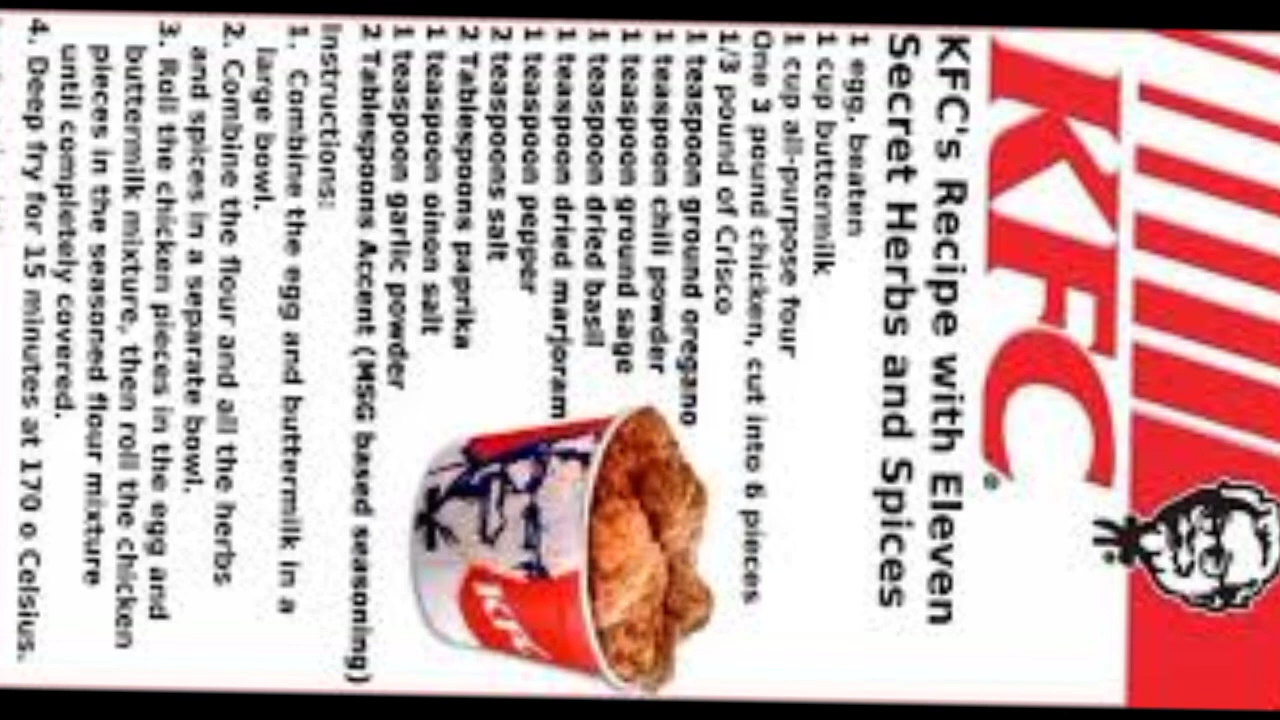 KFC
KFC's Recipe with Eleven
Secret Herbs and Spices
1 egg, beaten
1 cup buttermilk
1 cup all-purpose four
One 3 pound chicken, cut into 6 pieces
1/3 pound of Crisco
1 teaspoon ground oregano
1 teaspoon chili powder
1 teaspoon ground sage
1 teaspoon dried basil
1 teaspoon dried marjoram
1 teaspoon pepper
2 teaspoons salt
2 Tablespoons paprika
1 teaspoon oinon salt
1 teaspoon garlic powder
2 Tablespoons Accent (MSG based seasoning)
Instructions:
1. Combine the egg and buttermilk in a
large bowl.
2. Combine the flour and all the herbs
and spices in a separate bowl.
3. Roll the chicken pieces in the egg and
buttermilk mixture, then roll the chicken
pieces in the seasoned flour mixture
until completely covered.
4. Deep fry for 15 minutes at 170 o Celsius.
KFC